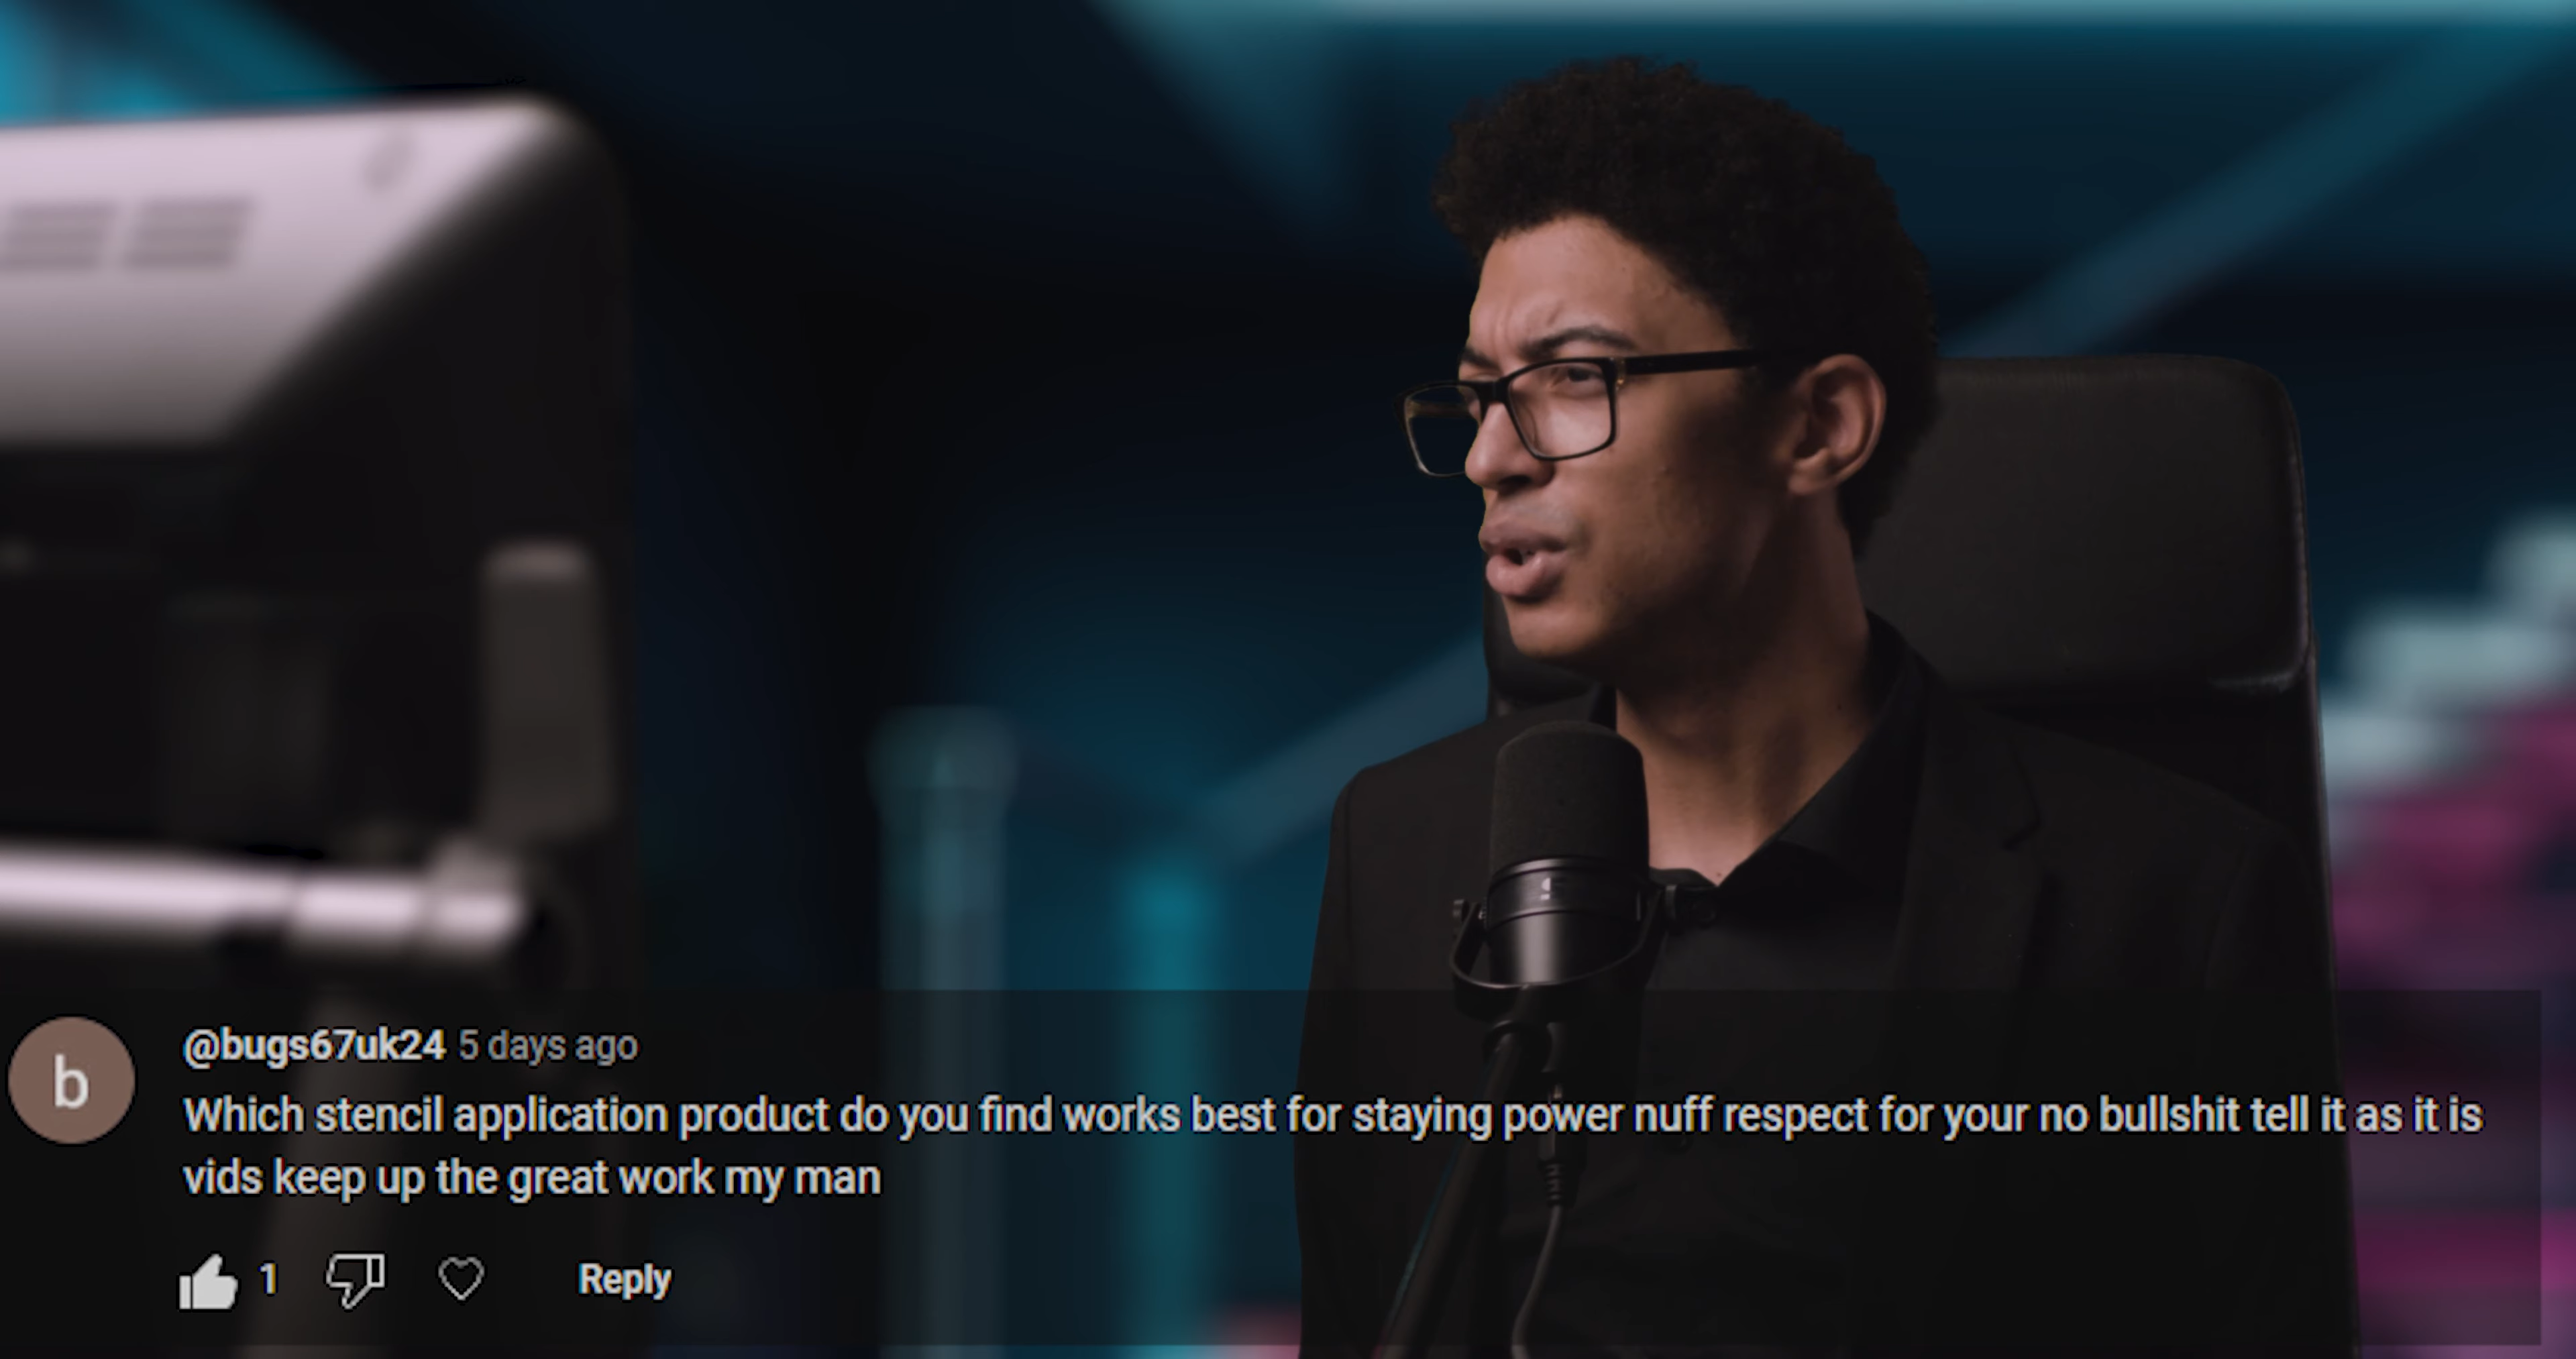 b
@bugs67uk24 5 days ago
Which stencil application product do you find works best for staying power nuff respect for your no bullshit tell it as it is
vids keep up the great work my man
1 Reply